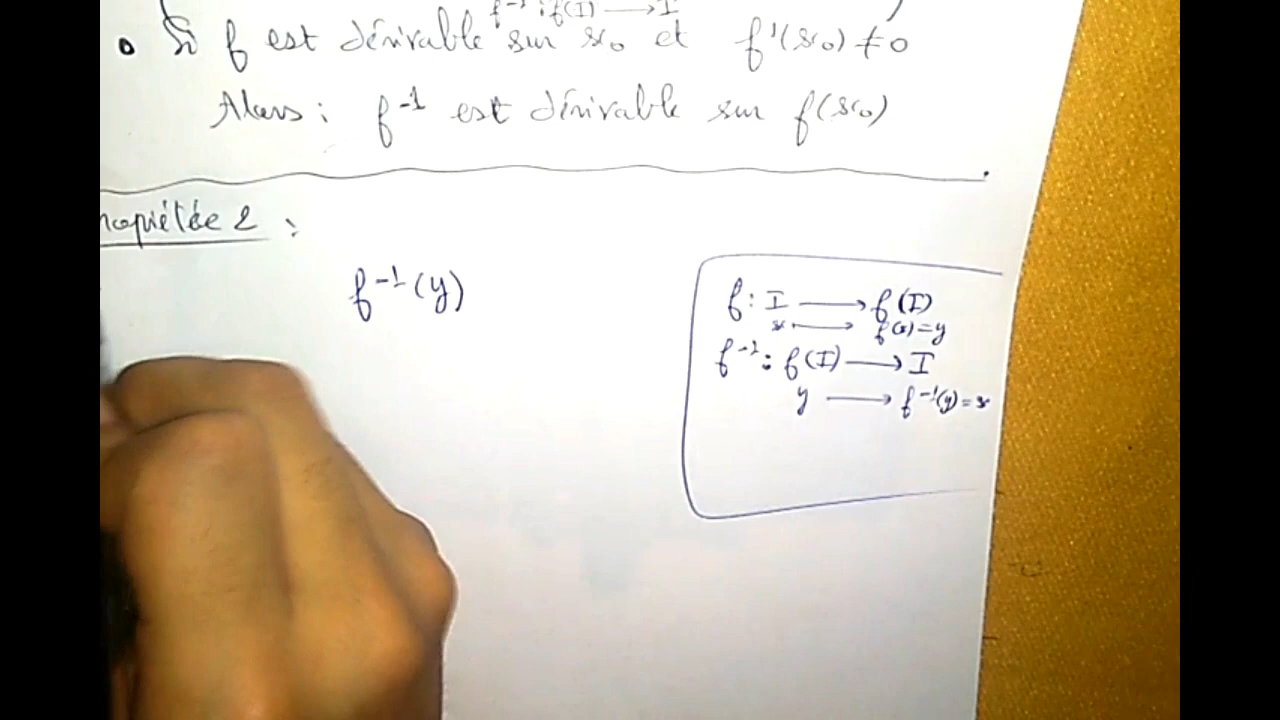 f⁻¹ : f(I) ⟶ I
• Si f est dérivable sur x₀ et f'(x₀) ≠ 0
Alors : f⁻¹ est dérivable sur f(x₀)
ropriétée 2 :
f⁻¹(y)
f : I ⟶ f(I)
x ⟶ f(x) = y
f⁻¹ : f(I) ⟶ I
y ⟶ f⁻¹(y) = x